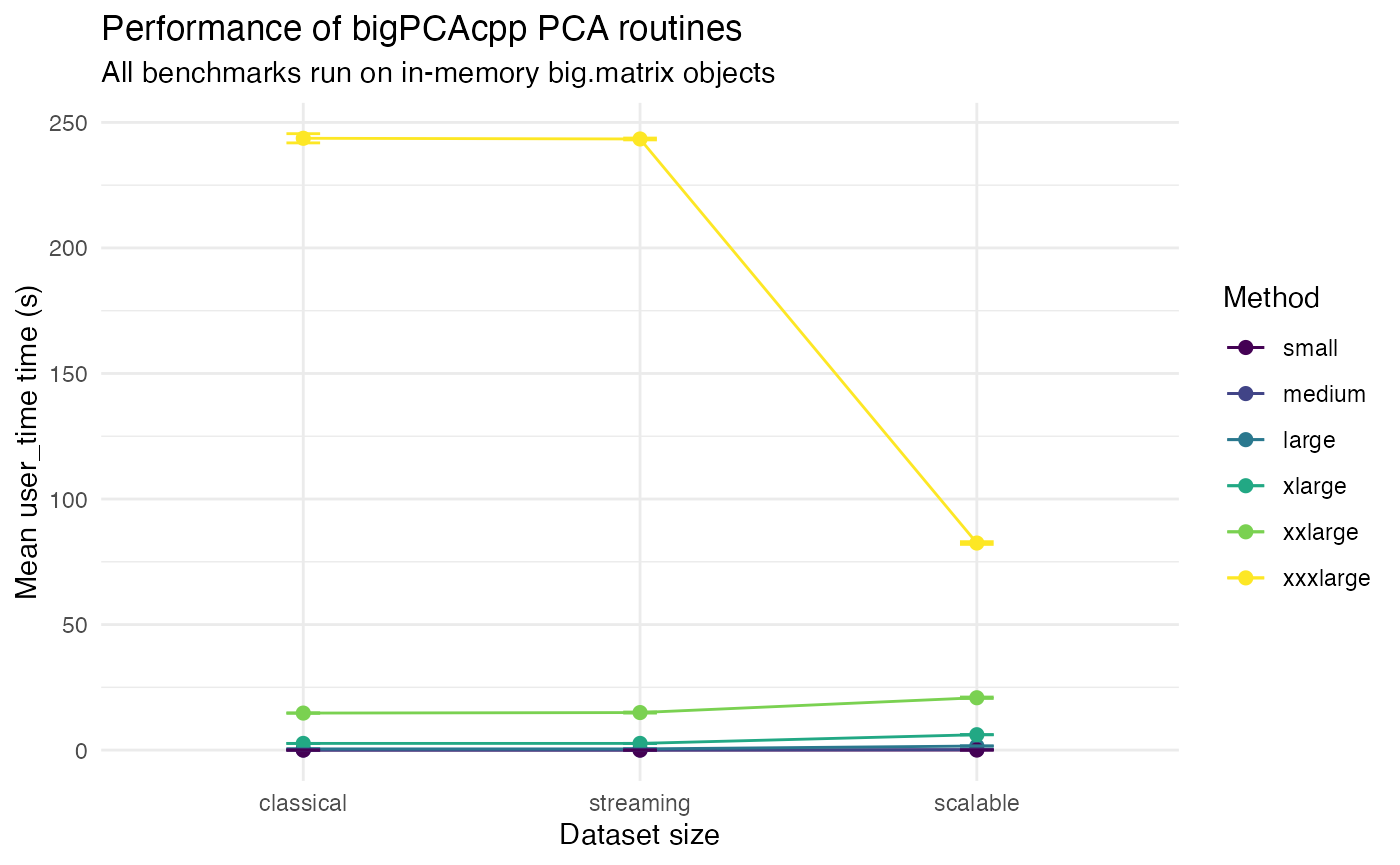 Performance of bigPCAcpp PCA routines
All benchmarks run on in-memory big.matrix objects
Mean user_time time (s)
250
200
150
100
50
0
classical streaming scalable
Dataset size
Method
small
medium
large
xlarge
xxlarge
xxxlarge